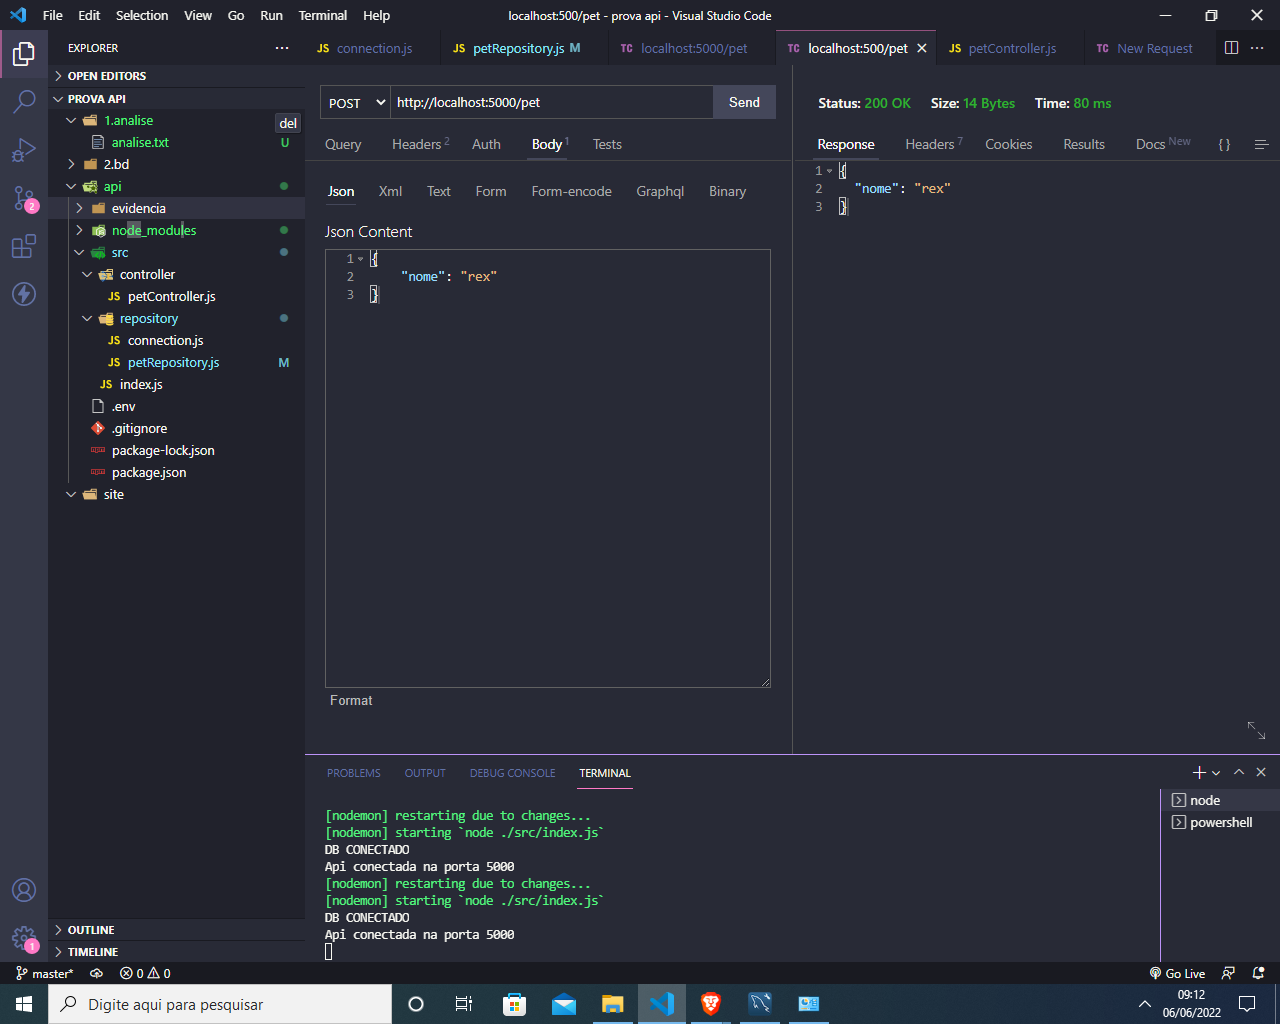 File Edit Selection View Go Run Terminal Help
localhost:500/pet - prova api - Visual Studio Code
EXPLORER
JS connection.js
JS petRepository.js M
TC localhost:5000/pet
TC localhost:500/pet
JS petController.js
TC New Request
OPEN EDITORS
PROVA API
1.analise
del
analise.txt U
2.bd
api
evidencia
node_modules
src
controller
JS petController.js
repository
JS connection.js
JS petRepository.js M
JS index.js
.env
.gitignore
package-lock.json
package.json
site
OUTLINE
TIMELINE
2
1
POST http://localhost:5000/pet Send
Query Headers 2 Auth Body 1 Tests
Json Xml Text Form Form-encode Graphql Binary
Json Content
1 {
2 "nome": "rex"
3 }
Format
Status: 200 OK Size: 14 Bytes Time: 80 ms
Response Headers 7 Cookies Results Docs New { }
1 {
2 "nome": "rex"
3 }
PROBLEMS OUTPUT DEBUG CONSOLE TERMINAL
[nodemon] restarting due to changes...
[nodemon] starting `node ./src/index.js`
DB CONECTADO
Api conectada na porta 5000
[nodemon] restarting due to changes...
[nodemon] starting `node ./src/index.js`
DB CONECTADO
Api conectada na porta 5000
node
powershell
master* 0 0
Go Live
Digite aqui para pesquisar
09:12
06/06/2022